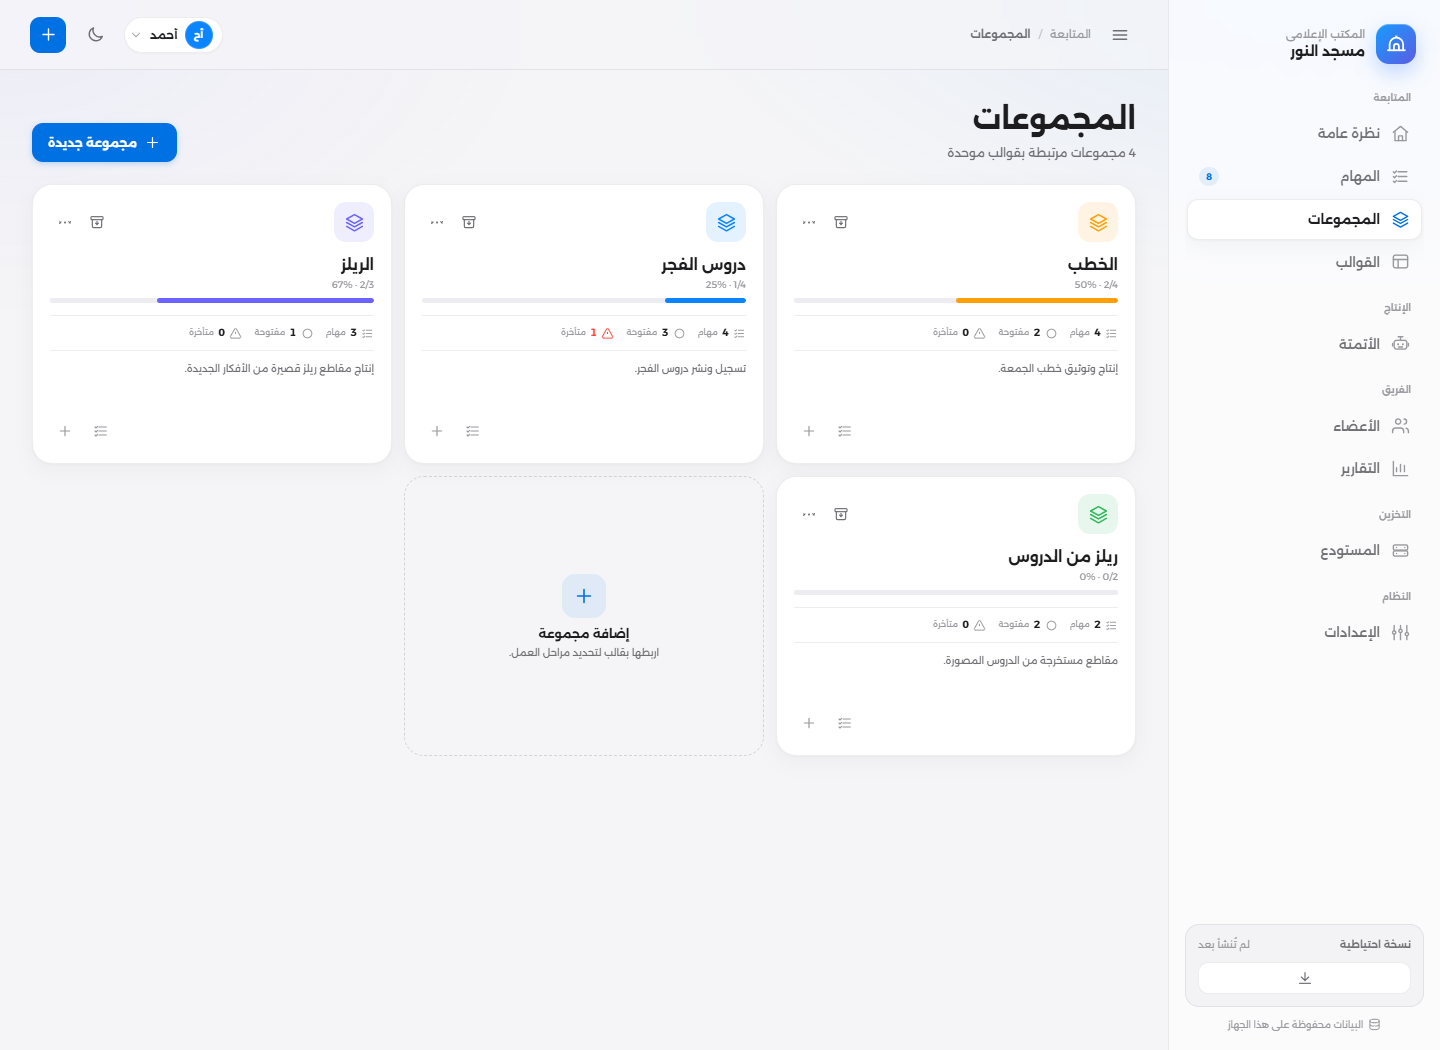 المكتب الإعلامي
مسجد النور
المتابعة
نظرة عامة
المهام 8
المجموعات
القوالب
الإنتاج
الأتمتة
الفريق
الأعضاء
التقارير
التخزين
المستودع
النظام
الإعدادات
نسخة احتياطية لم تُنشأ بعد
البيانات محفوظة على هذا الجهاز
المتابعة / المجموعات
أح أحمد
المجموعات
4 مجموعات مرتبطة بقوالب موحدة
مجموعة جديدة
الخطب
2/4 · 50%
4 مهام 2 مفتوحة 0 متأخرة
إنتاج وتوثيق خطب الجمعة.
دروس الفجر
1/4 · 25%
4 مهام 3 مفتوحة 1 متأخرة
تسجيل ونشر دروس الفجر.
الريلز
2/3 · 67%
3 مهام 1 مفتوحة 0 متأخرة
إنتاج مقاطع ريلز قصيرة من الأفكار الجديدة.
ريلز من الدروس
0/2 · 0%
2 مهام 2 مفتوحة 0 متأخرة
مقاطع مستخرجة من الدروس المصورة.
إضافة مجموعة
اربطها بقالب لتحديد مراحل العمل.